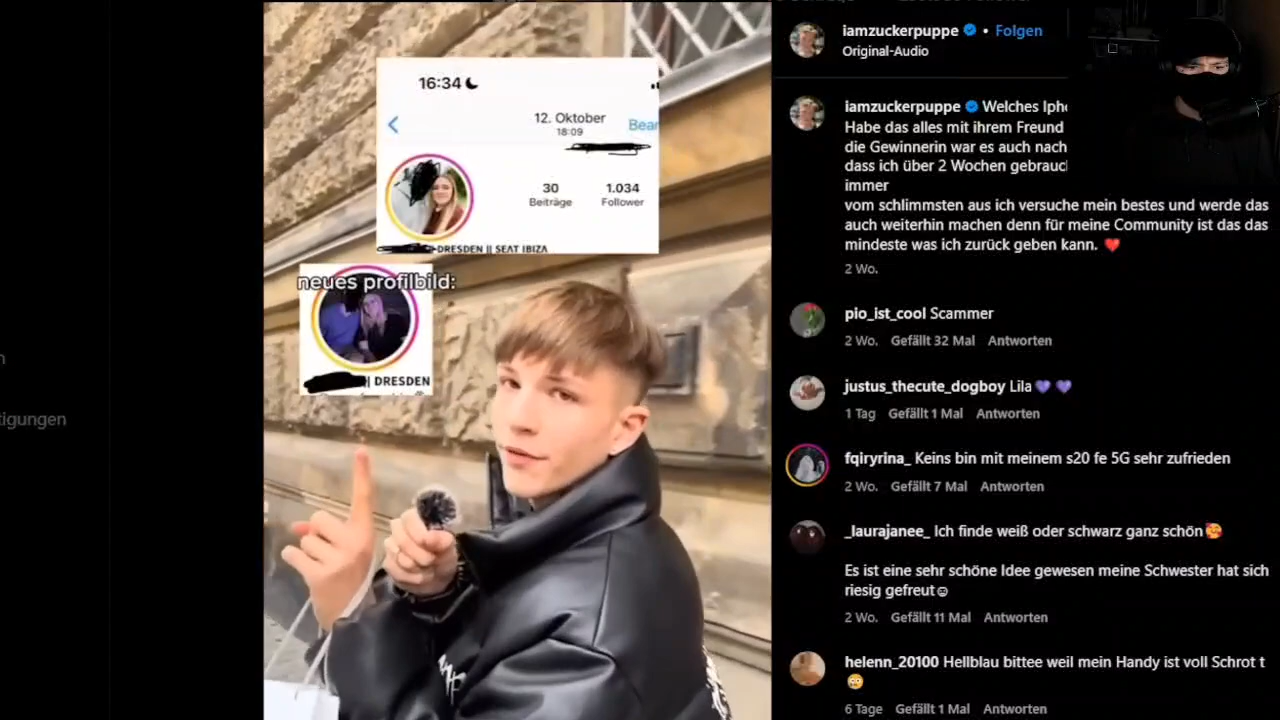 16:34
12. Oktober
18:09
Bear
30
1.034
Beiträge
Follower
DRESDEN || SEAT IBIZA
neues profilbild:
| DRESDEN
n
tigungen
iamzuckerpuppe • Folgen
Original-Audio
iamzuckerpuppe Welches Iph
Habe das alles mit ihrem Freund
die Gewinnerin war es auch nach
dass ich über 2 Wochen gebrauc
immer
vom schlimmsten aus ich versuche mein bestes und werde das
auch weiterhin machen denn für meine Community ist das das
mindeste was ich zurück geben kann. ❤️
2 Wo.
pio_ist_cool Scammer
2 Wo. Gefällt 32 Mal Antworten
justus_thecute_dogboy Lila💜💜
1 Tag Gefällt 1 Mal Antworten
fqiryrina_ Keins bin mit meinem s20 fe 5G sehr zufrieden
2 Wo. Gefällt 7 Mal Antworten
_laurajanee_ Ich finde weiß oder schwarz ganz schön🥰
Es ist eine sehr schöne Idee gewesen meine Schwester hat sich
riesig gefreut☺
2 Wo. Gefällt 11 Mal Antworten
helenn_20100 Hellblau bittee weil mein Handy ist voll Schrot t
😳
6 Tage Gefällt 1 Mal Antworten